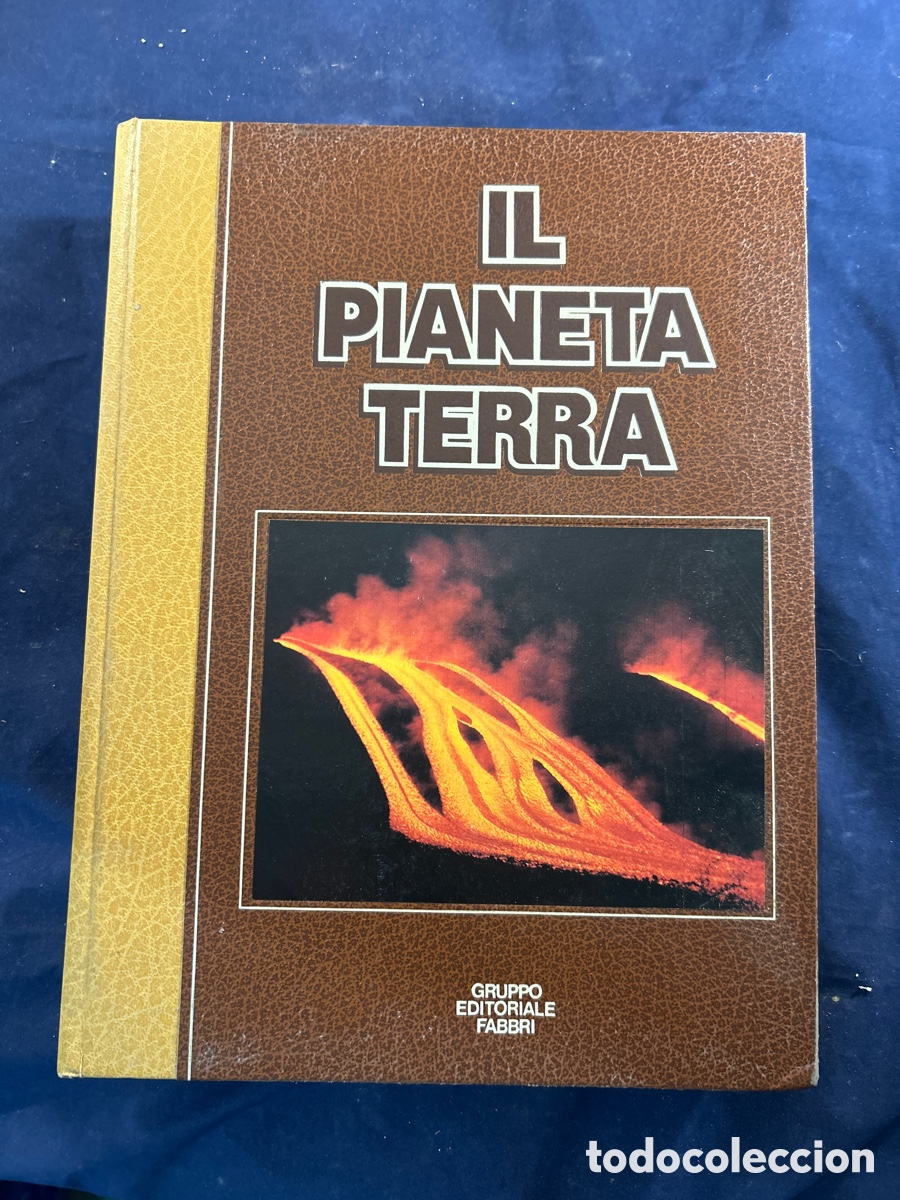 IL
PIANETA
TERRA
GRUPPO
EDITORIALE
FABBRI
todocoleccion